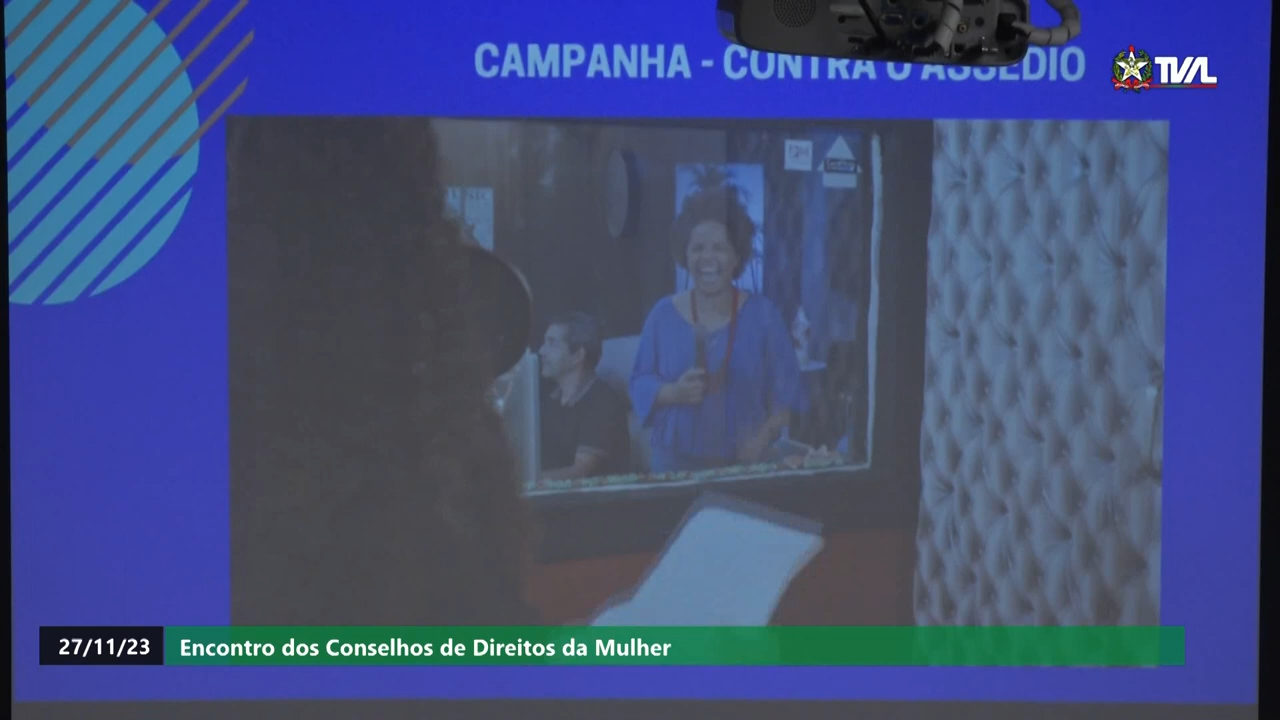 CAMPANHA - CONTRA O ASSÉDIO
TVAL
27/11/23
Encontro dos Conselhos de Direitos da Mulher